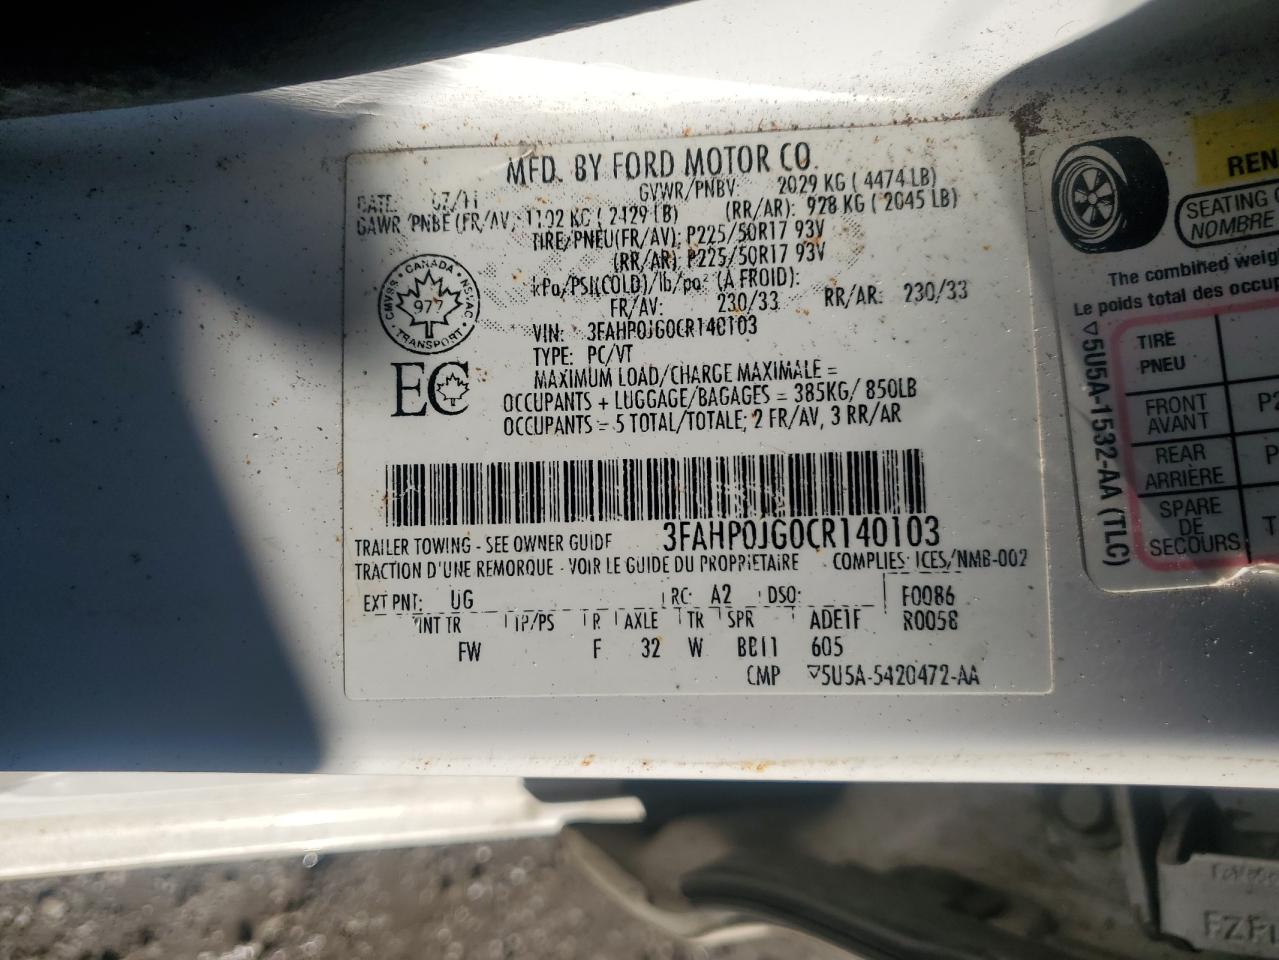 MFD. BY FORD MOTOR CO.
DATE: 07/11 GVWR/PNBV: 2029 KG ( 4474 LB)
GAWR/PNBE (FR/AV) 1102 KG ( 2429 LB) (RR/AR): 928 KG ( 2045 LB)
TIRE/PNEU(FR/AV): P225/50R17 93V
(RR/AR): P225/50R17 93V
kPa/PSI(COLD)/lb/po² (A FROID):
FR/AV: 230/33 RR/AR: 230/33
VIN: 3FAHP0JG0CR140103
TYPE: PC/VT
MAXIMUM LOAD/CHARGE MAXIMALE =
OCCUPANTS + LUGGAGE/BAGAGES = 385KG/ 850LB
OCCUPANTS = 5 TOTAL/TOTALE; 2 FR/AV, 3 RR/AR
CANADA
NSVAC
977
TRANSPORT
CMVSS
EC
3FAHP0JG0CR140103
TRAILER TOWING - SEE OWNER GUIDE
TRACTION D'UNE REMORQUE - VOIR LE GUIDE DU PROPRIETAIRE COMPLIES: ICES/NMB-002
EXT PNT: UG RC: A2 DSO: F0086
INT TR TP/PS R AXLE TR SPR ADE1F R0058
FW F 32 W BB11 605
CMP ▽5U5A-5420472-AA
REN
SEATING
NOMBRE
The combined weig
Le poids total des occup
▽5U5A-1532-AA (TLC)
TIRE
PNEU
FRONT
AVANT P2
REAR
ARRIÈRE P
SPARE
DE
SECOURS T